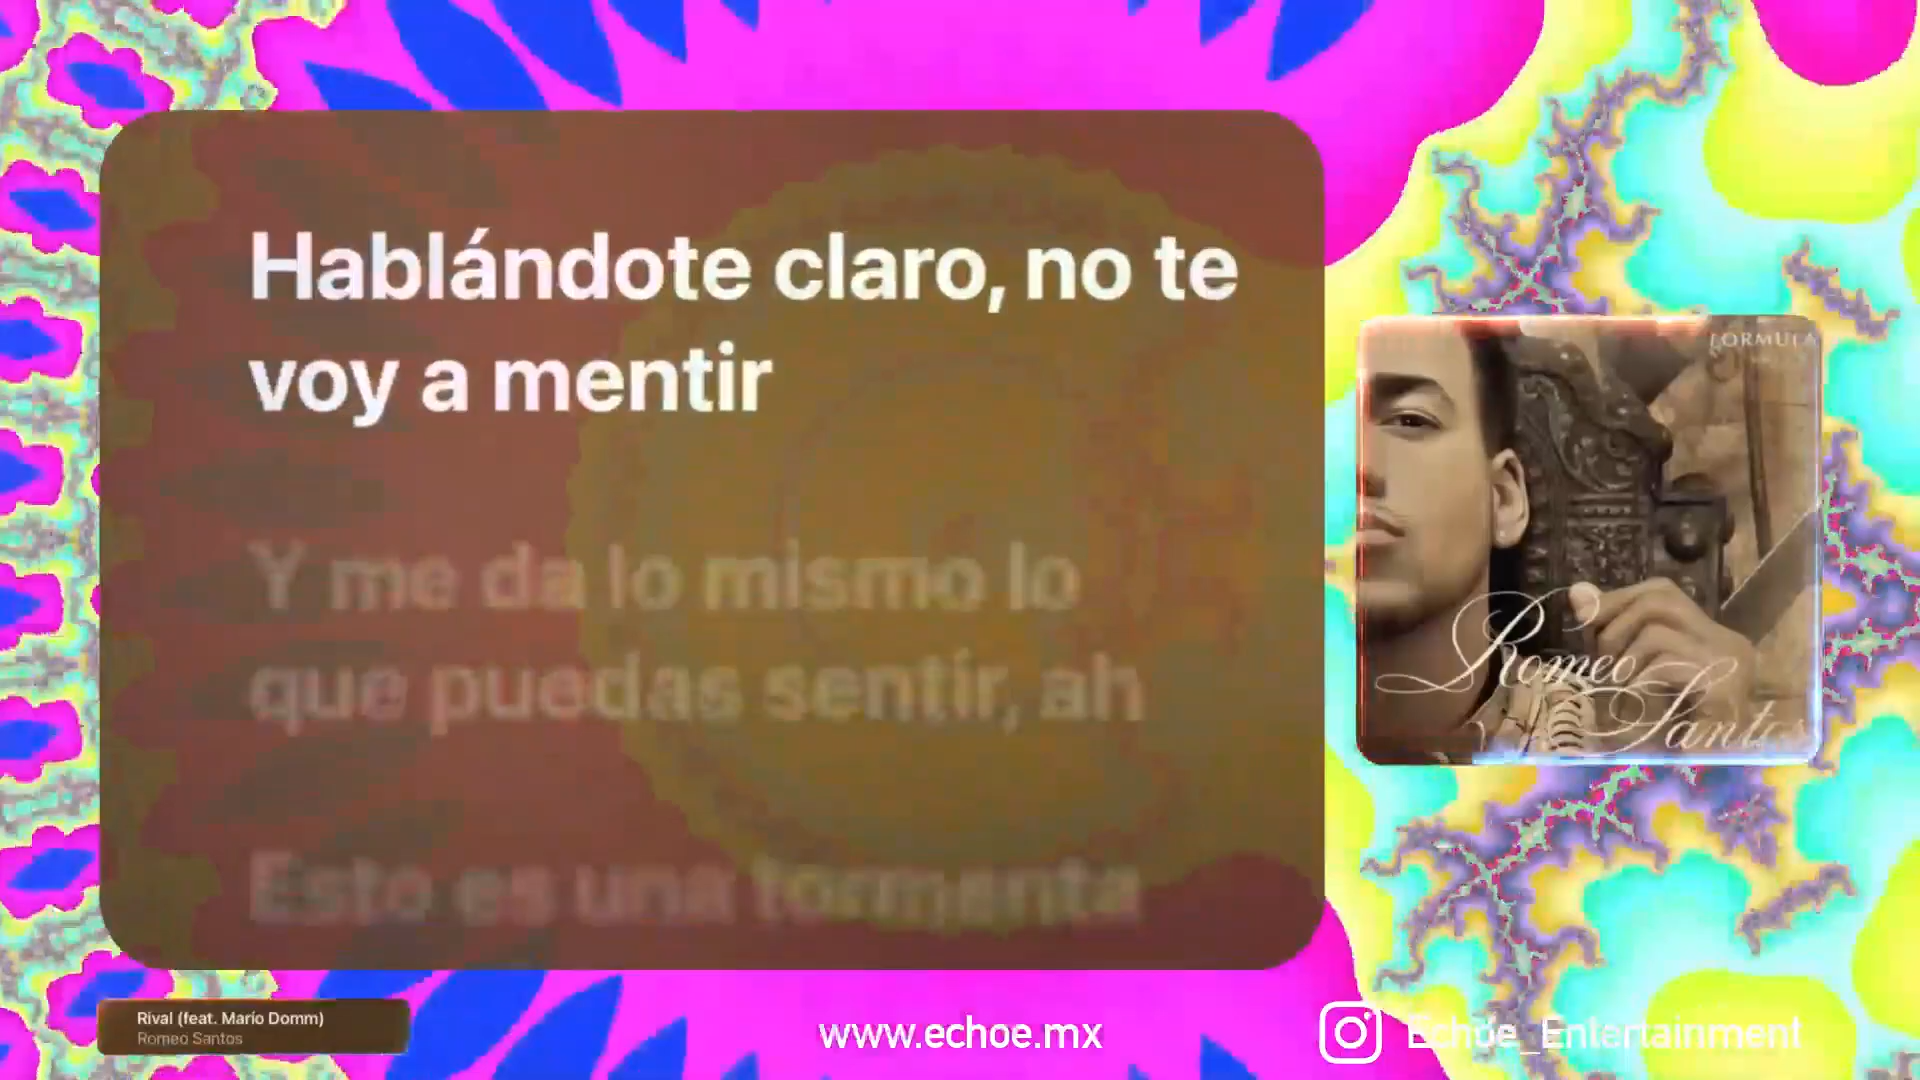 Hablándote claro, no te
voy a mentir
Y me da lo mismo lo
que puedas sentir, ah
Esto es una tormenta
FORMULA
Romeo
Santos
Rival (feat. Mario Domm)
Romeo Santos
www.echoe.mx
Echoe_Entertainment